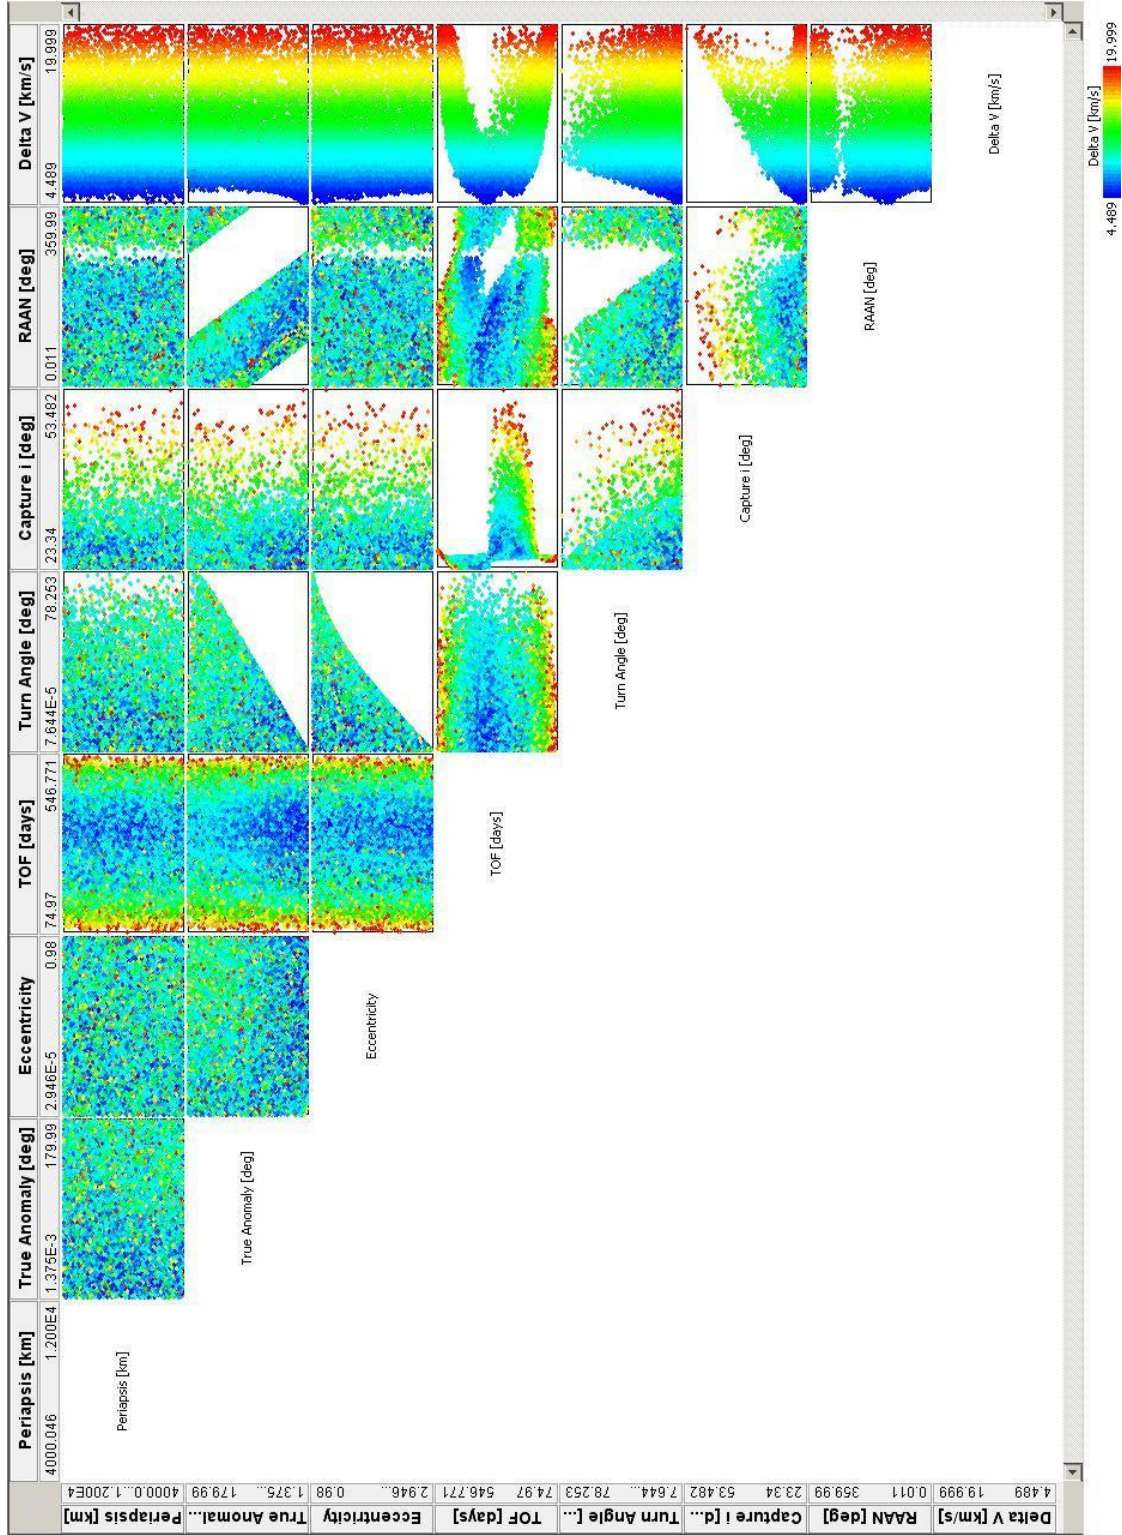 Periapsis [km]
True Anomaly [deg]
Eccentricity
TOF [days]
Turn Angle [deg]
Capture i [deg]
RAAN [deg]
Delta V [km/s]
4000.046 1.200E4
1.375E-3 179.99
2.946E-5 0.98
74.97 546.771
7.644E-5 78.253
23.34 53.482
0.011 359.99
4.489 19.999
Periapsis [km]
4000.0...1.200E4
True Anomal...
1.375... 179.99
Eccentricity
2.946... 0.98
TOF [days]
74.97 546.771
Turn Angle [...
7.644... 78.253
Capture i [d...
23.34 53.482
RAAN [deg]
0.011 359.99
Delta V [km/s]
4.489 19.999
Periapsis [km]
True Anomaly [deg]
Eccentricity
TOF [days]
Turn Angle [deg]
Capture i [deg]
RAAN [deg]
Delta V [km/s]
Delta V [km/s]
4.489 19.999